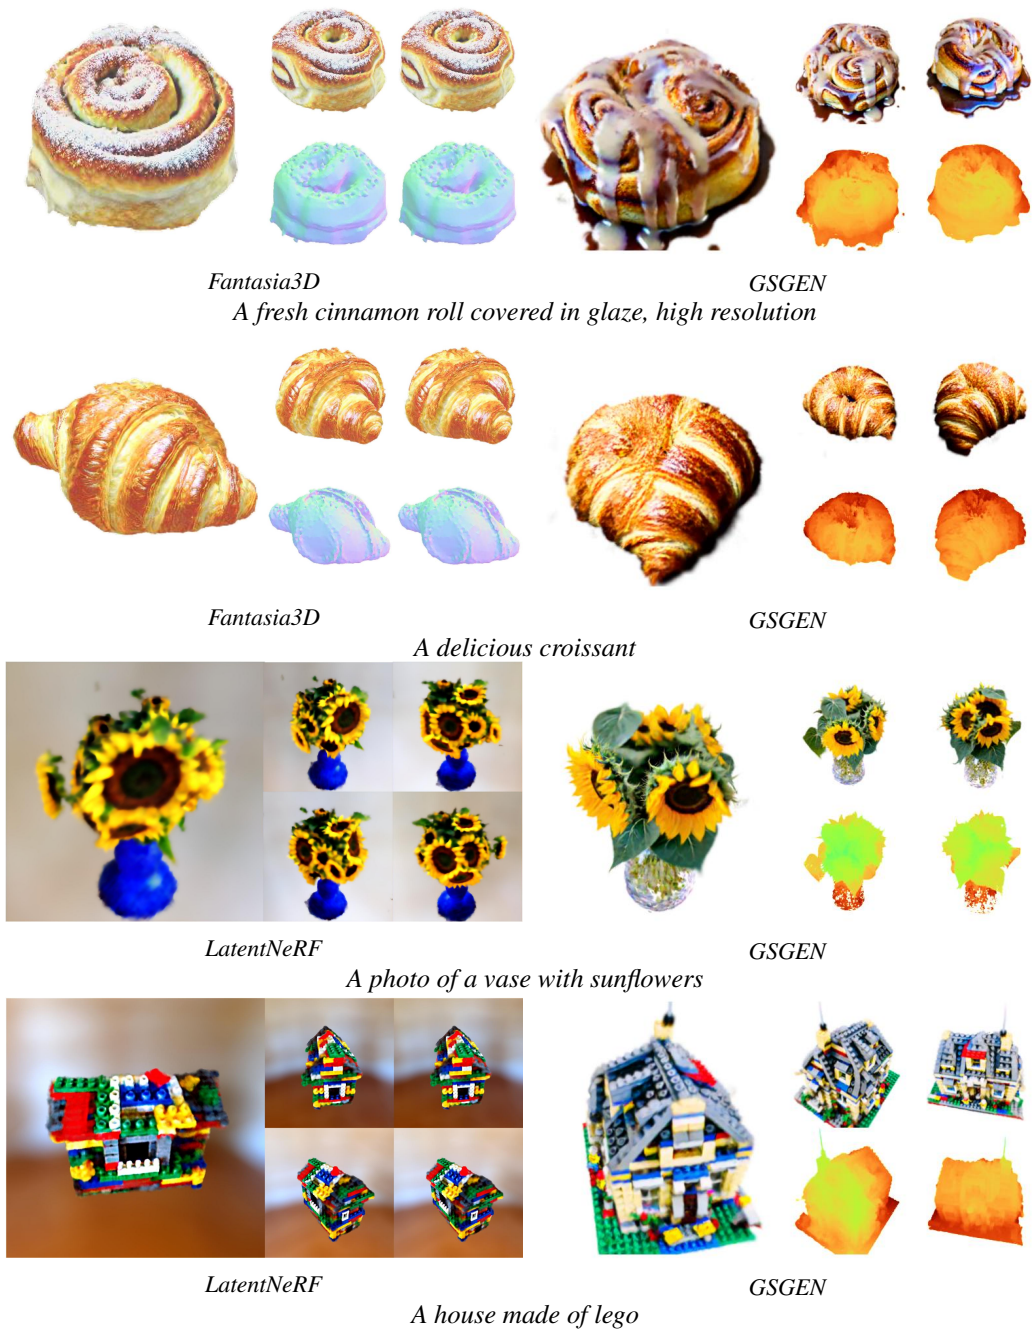 Fantasia3D
GSGEN
A fresh cinnamon roll covered in glaze, high resolution
Fantasia3D
GSGEN
A delicious croissant
LatentNeRF
GSGEN
A photo of a vase with sunflowers
LatentNeRF
GSGEN
A house made of lego